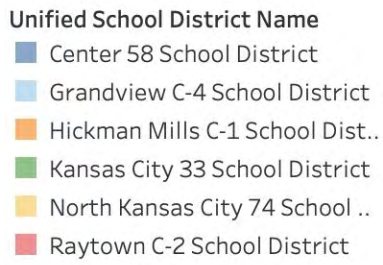 Unified School District Name
Center 58 School District
Grandview C-4 School District
Hickman Mills C-1 School Dist..
Kansas City 33 School District
North Kansas City 74 School ..
Raytown C-2 School District